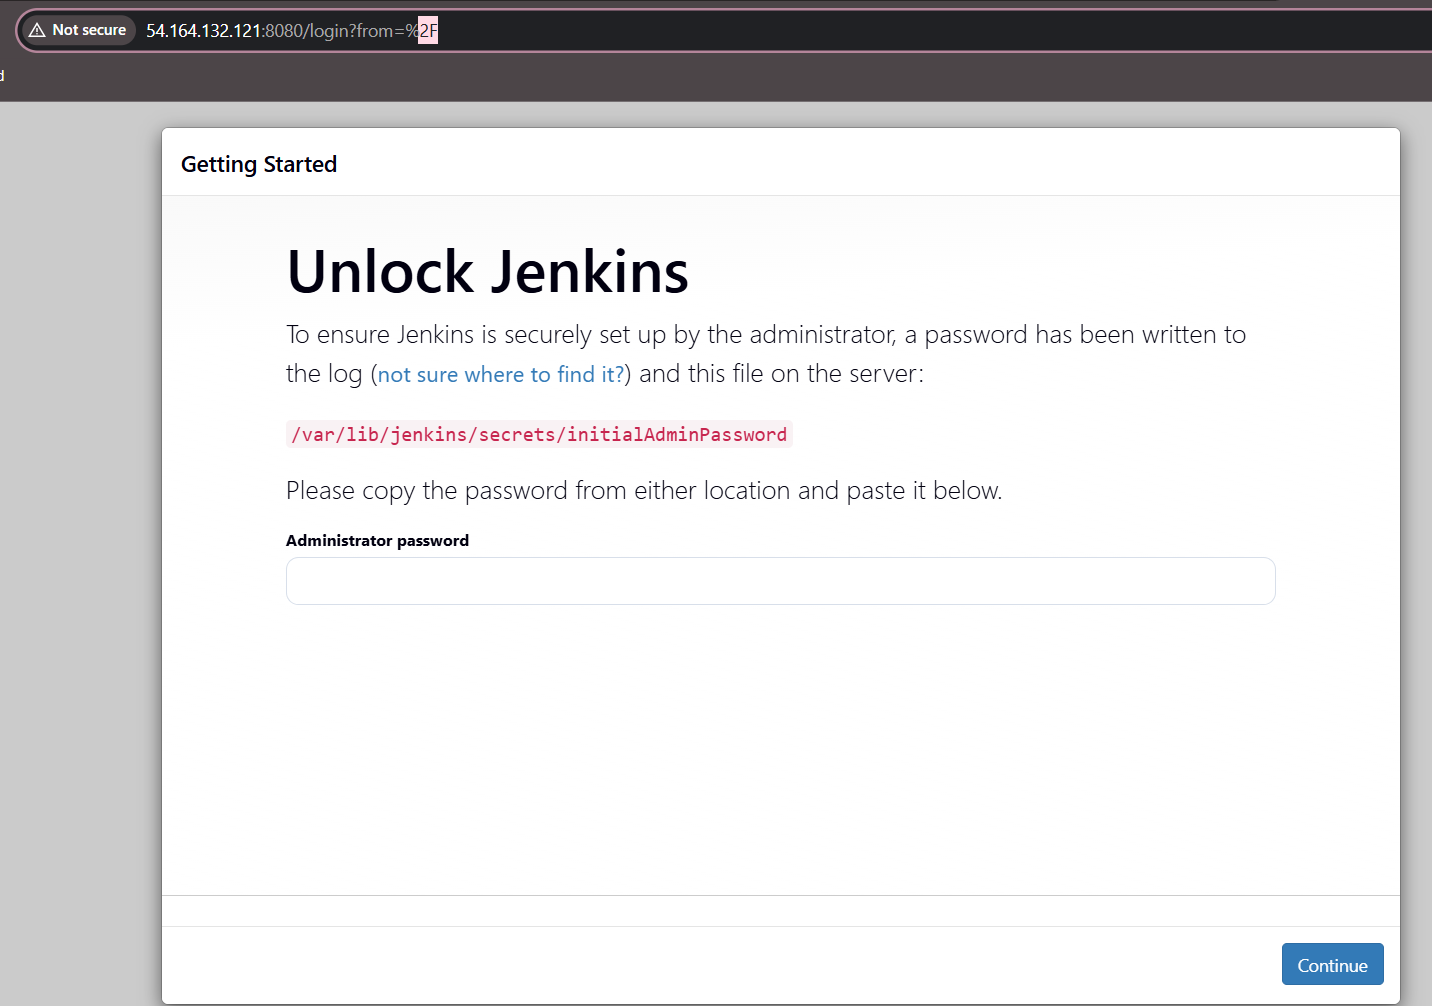 Not secure 54.164.132.121:8080/login?from=%2F
d
Getting Started
Unlock Jenkins
To ensure Jenkins is securely set up by the administrator, a password has been written to
the log (not sure where to find it?) and this file on the server:
/var/lib/jenkins/secrets/initialAdminPassword
Please copy the password from either location and paste it below.
Administrator password
Continue